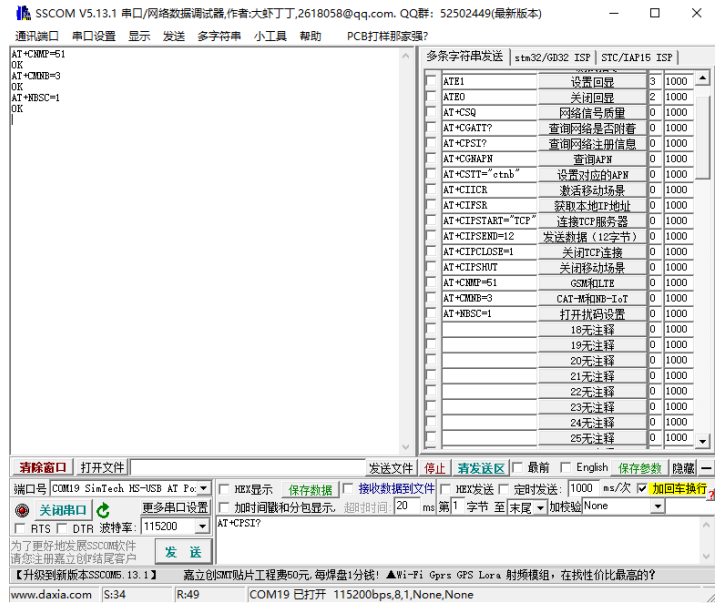 SSCOM V5.13.1 串口/网络数据调试器,作者:大虾丁丁,2618058@qq.com. QQ群：52502449(最新版本)
通讯端口 串口设置 显示 发送 多字符串 小工具 帮助 PCB打样那家强?
AT+CNMP=51
OK
AT+CMNB=3
OK
AT+NBSC=1
OK
多条字符串发送 stm32/GD32 ISP STC/IAP15 ISP
ATE1 设置回显 3 1000
ATE0 关闭回显 2 1000
AT+CSQ 网络信号质量 0 1000
AT+CGATT? 查询网络是否附着 0 1000
AT+CPSI? 查询网络注册信息 0 1000
AT+CGNAPN 查询APN 0 1000
AT+CSTT="ctnb" 设置对应的APN 0 1000
AT+CIICR 激活移动场景 0 1000
AT+CIFSR 获取本地IP地址 0 1000
AT+CIPSTART="TCP" 连接TCP服务器 0 1000
AT+CIPSEND=12 发送数据（12字节） 0 1000
AT+CIPCLOSE=1 关闭TCP连接 0 1000
AT+CIPSHUT 关闭移动场景 0 1000
AT+CNMP=51 GSM和LTE 0 1000
AT+CMNB=3 CAT-M和NB-IoT 0 1000
AT+NBSC=1 打开扰码设置 0 1000
18无注释 0 1000
19无注释 0 1000
20无注释 0 1000
21无注释 0 1000
22无注释 0 1000
23无注释 0 1000
24无注释 0 1000
25无注释 0 1000
清除窗口 打开文件 发送文件 停止 清发送区 最前 English 保存参数 隐藏
端口号 COM19 SimTech HS-USB AT Po: HEX显示 保存数据 接收数据到文件 HEX发送 定时发送: 1000 ms/次 加回车换行
关闭串口 更多串口设置 加时间戳和分包显示. 超时时间: 20 ms 第1 字节 至 末尾 加校验None
RTS DTR 波特率: 115200
AT+CPSI?
为了更好地发展SSCOM软件
请您注册嘉立创F结尾客户
发 送
【升级到新版本SSCOM5.13.1】 嘉立创SMT贴片工程费50元,每焊盘1分钱! ▲Wi-Fi Gprs GPS Lora 射频模组，在找性价比最高的?
www.daxia.com S:34 R:49 COM19 已打开 115200bps,8,1,None,None